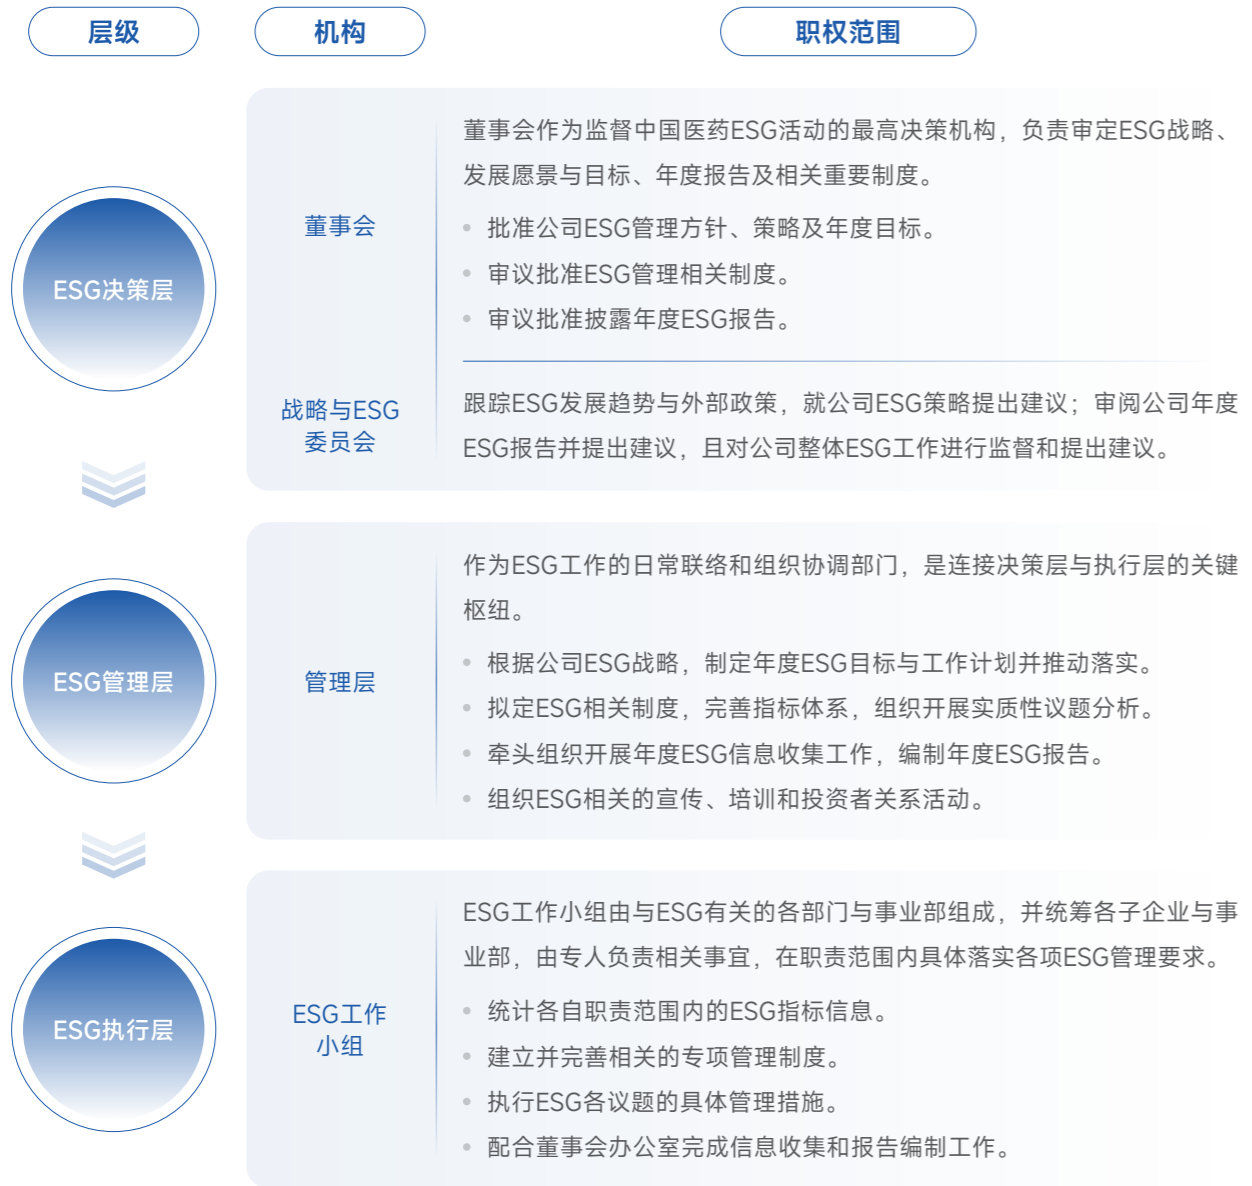 层级
机构
职权范围
ESG决策层
董事会
董事会作为监督中国医药ESG活动的最高决策机构，负责审定ESG战略、
发展愿景与目标、年度报告及相关重要制度。
• 批准公司ESG管理方针、策略及年度目标。
• 审议批准ESG管理相关制度。
• 审议批准披露年度ESG报告。
战略与ESG
委员会
跟踪ESG发展趋势与外部政策，就公司ESG策略提出建议；审阅公司年度
ESG报告并提出建议，且对公司整体ESG工作进行监督和提出建议。
ESG管理层
管理层
作为ESG工作的日常联络和组织协调部门，是连接决策层与执行层的关键
枢纽。
• 根据公司ESG战略，制定年度ESG目标与工作计划并推动落实。
• 拟定ESG相关制度，完善指标体系，组织开展实质性议题分析。
• 牵头组织开展年度ESG信息收集工作，编制年度ESG报告。
• 组织ESG相关的宣传、培训和投资者关系活动。
ESG执行层
ESG工作
小组
ESG工作小组由与ESG有关的各部门与事业部组成，并统筹各子企业与事
业部，由专人负责相关事宜，在职责范围内具体落实各项ESG管理要求。
• 统计各自职责范围内的ESG指标信息。
• 建立并完善相关的专项管理制度。
• 执行ESG各议题的具体管理措施。
• 配合董事会办公室完成信息收集和报告编制工作。